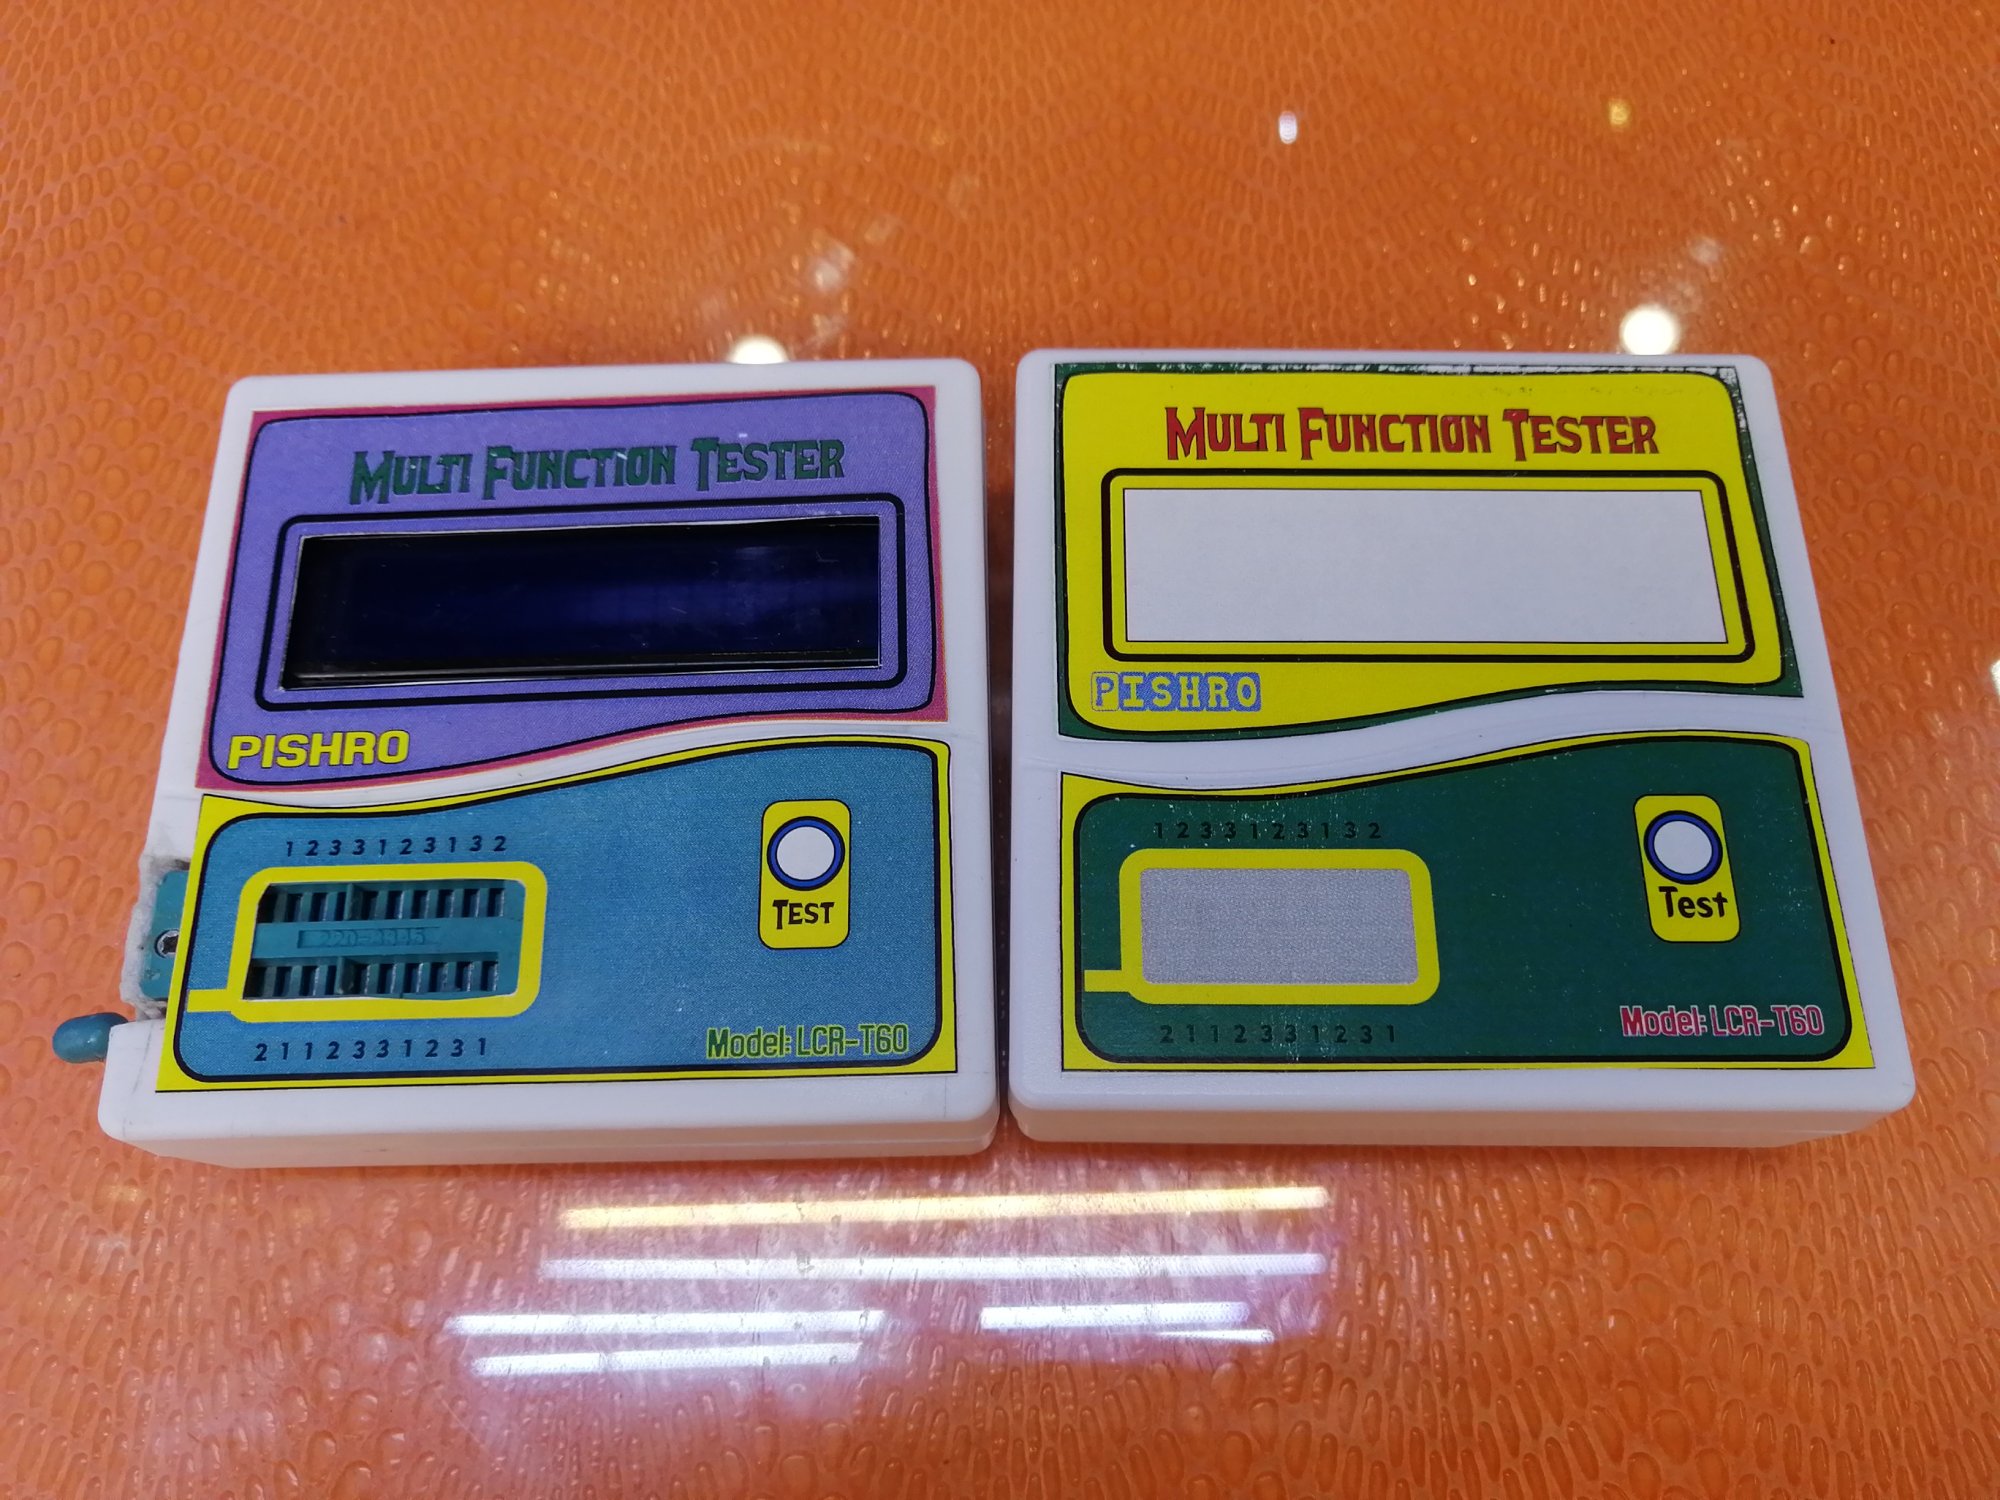 MULTI FUNCTION TESTER
PISHRO
1 2 3 3 1 2 3 1 3 2
TEST
2 1 1 2 3 3 1 2 3 1
Model: LCR-T60
MULTI FUNCTION TESTER
PISHRO
1 2 3 3 1 2 3 1 3 2
Test
2 1 1 2 3 3 1 2 3 1
Model: LCR-T60